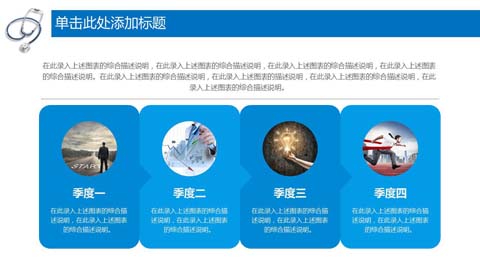 单击此处添加标题
在此录入上述图表的综合描述说明，在此录入上述图表的综合描述说明，在此录入上述图表的综合描述说明，在此录入上述图表
的综合描述说明。在此录入上述图表的综合描述说明，在此录入上述图表的描述说明，在此录入上述图表的综合描述说明，在此
录入上述图表的综合描述说明。
START
季度一
在此录入上述图表的综合描
述说明，在此录入上述图表
的综合描述说明。
季度二
在此录入上述图表的综合描
述说明，在此录入上述图表
的综合描述说明。
季度三
在此录入上述图表的综合描
述说明，在此录入上述图表
的综合描述说明。
季度四
在此录入上述图表的综合描
述说明，在此录入上述图表
的综合描述说明。